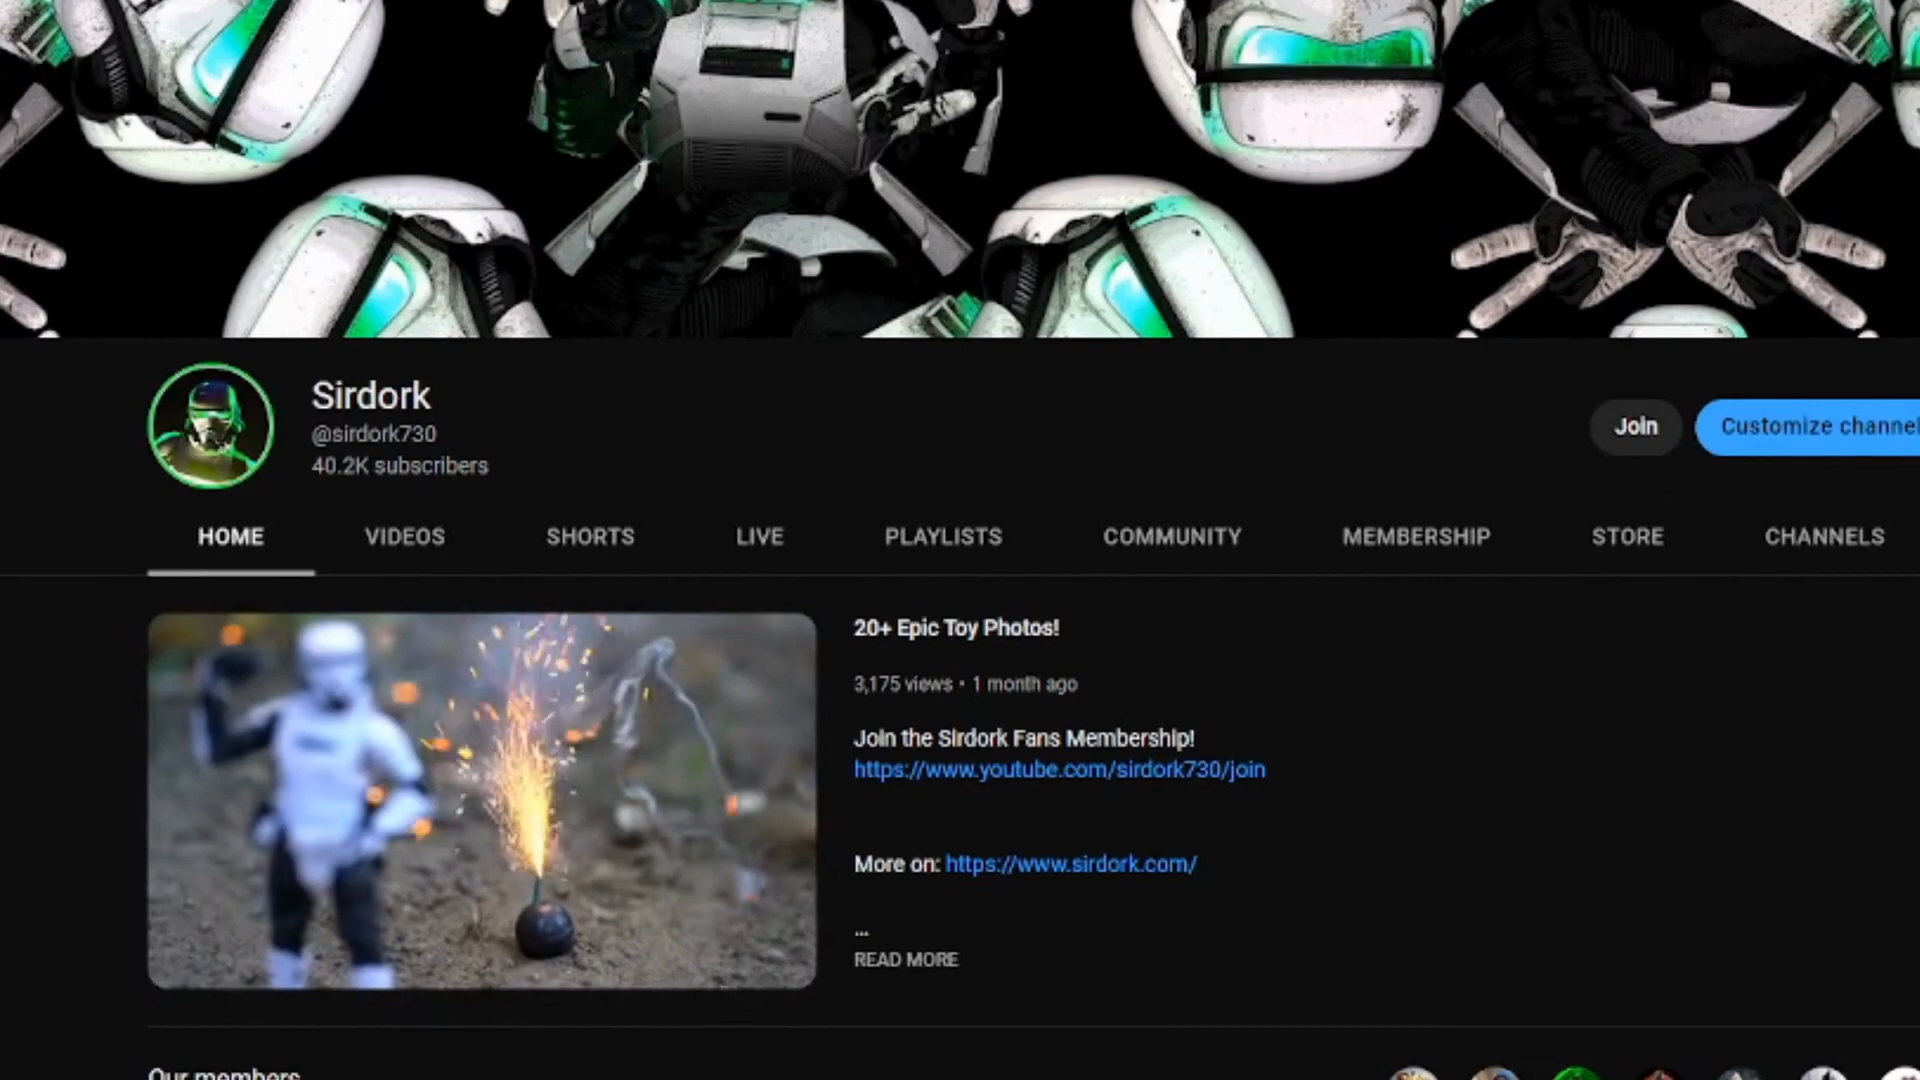 Sirdork
@sirdork730
40.2K subscribers
Join
Customize channel
HOME
VIDEOS
SHORTS
LIVE
PLAYLISTS
COMMUNITY
MEMBERSHIP
STORE
CHANNELS
20+ Epic Toy Photos!
3,175 views • 1 month ago
Join the Sirdork Fans Membership!
https://www.youtube.com/sirdork730/join
More on: https://www.sirdork.com/
...
READ MORE
Our members